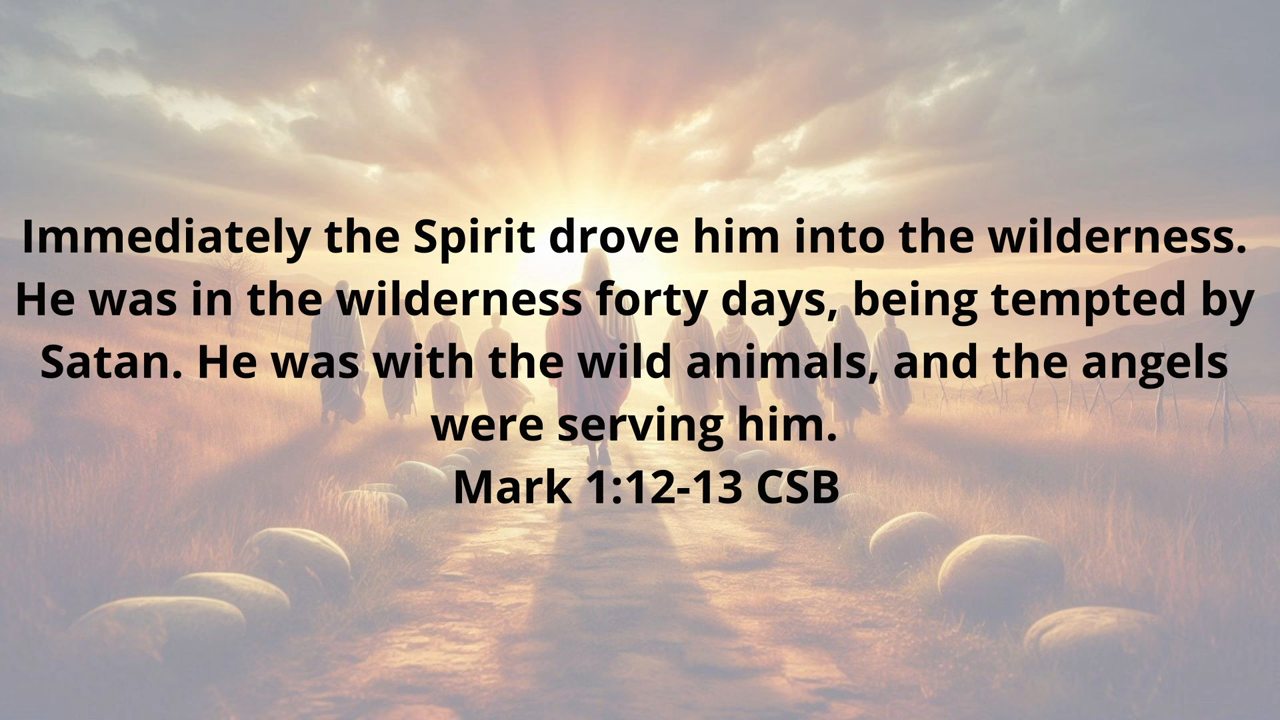 Immediately the Spirit drove him into the wilderness.
He was in the wilderness forty days, being tempted by
Satan. He was with the wild animals, and the angels
were serving him.
Mark 1:12-13 CSB